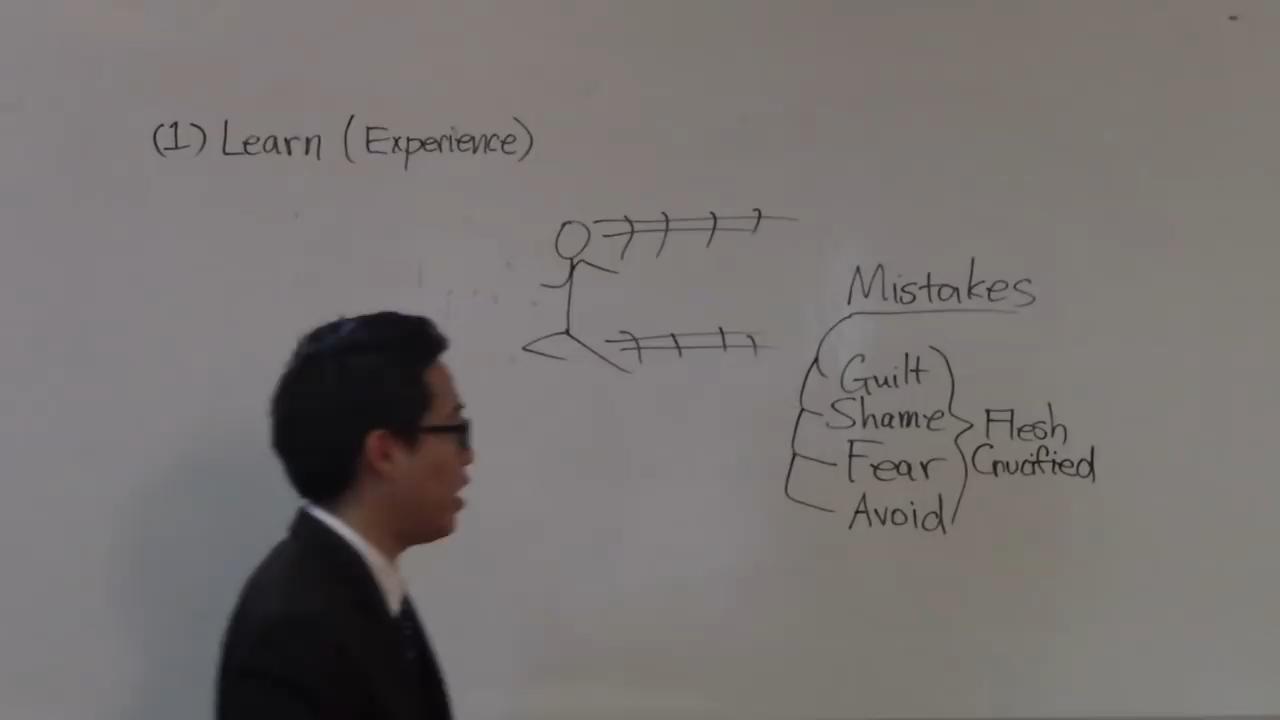 (1) Learn (Experience)
Mistakes
Guilt
Shame
Fear
Avoid
Flesh
Crucified